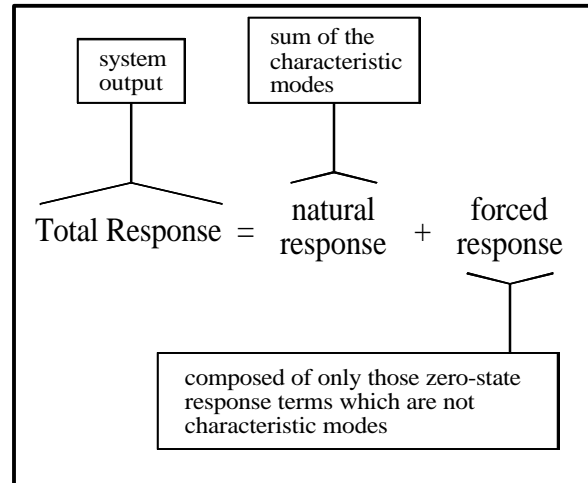 system
output
sum of the
characteristic
modes
Total Response = natural response + forced response
composed of only those zero-state
response terms which are not
characteristic modes